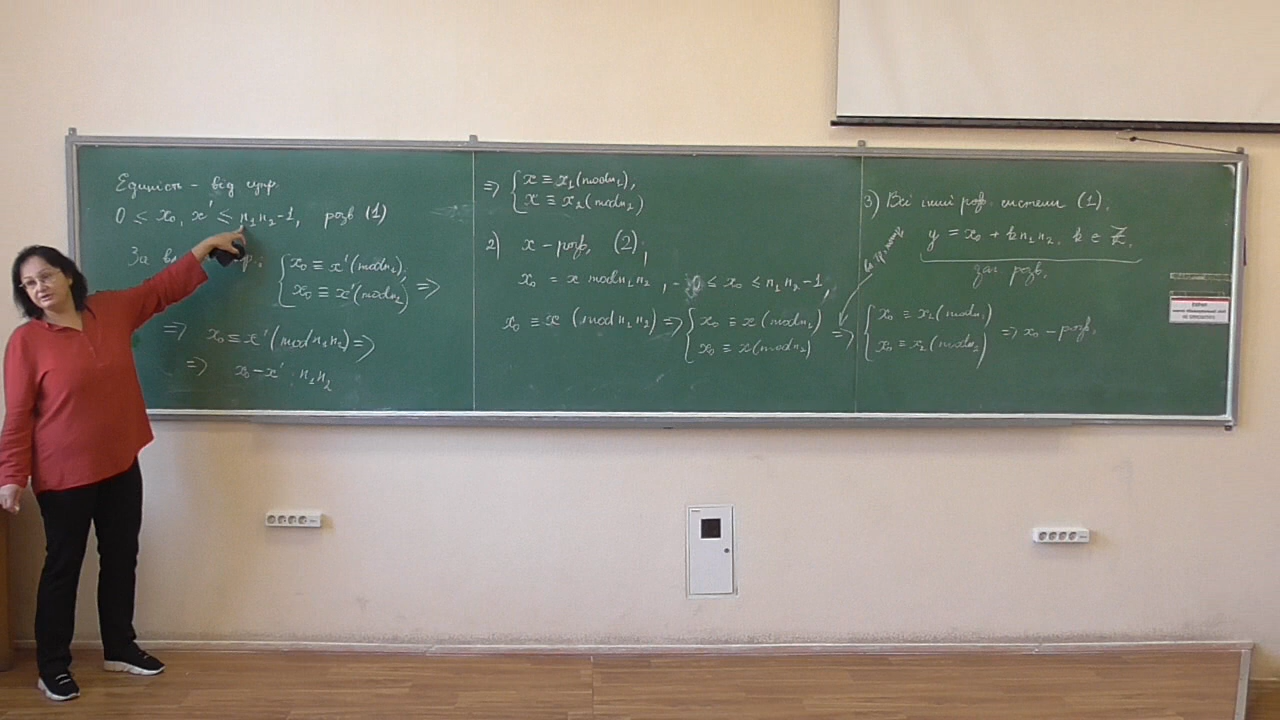 Єдиність – від супр.
0 ≤ x₀, x' ≤ n₁n₂-1, розв (1)
За
{ x₀ ≡ x' (mod n₁),
x₀ ≡ x' (mod n₂) ⇒
⇒ x₀ ≡ x' (mod n₁n₂) ⇒
⇒ x₀ – x' ⋮ n₁n₂
⇒ { x ≡ x₁ (mod n₁),
x ≡ x₂ (mod n₂)
2) x – розв. (2),
x₀ = x mod n₁n₂, 0 ≤ x₀ ≤ n₁n₂-1,
x₀ ≡ x (mod n₁n₂) ⇒ { x₀ ≡ x (mod n₁)
x₀ ≡ x (mod n₂) ⇒
3) Всі інші розв. системи (1).
y = x₀ + k n₁n₂, k ∈ ℤ,
заг розв.
{ x₀ ≡ x₁ (mod n₁)
x₀ ≡ x₂ (mod n₂) ⇒ x₀ – розв.